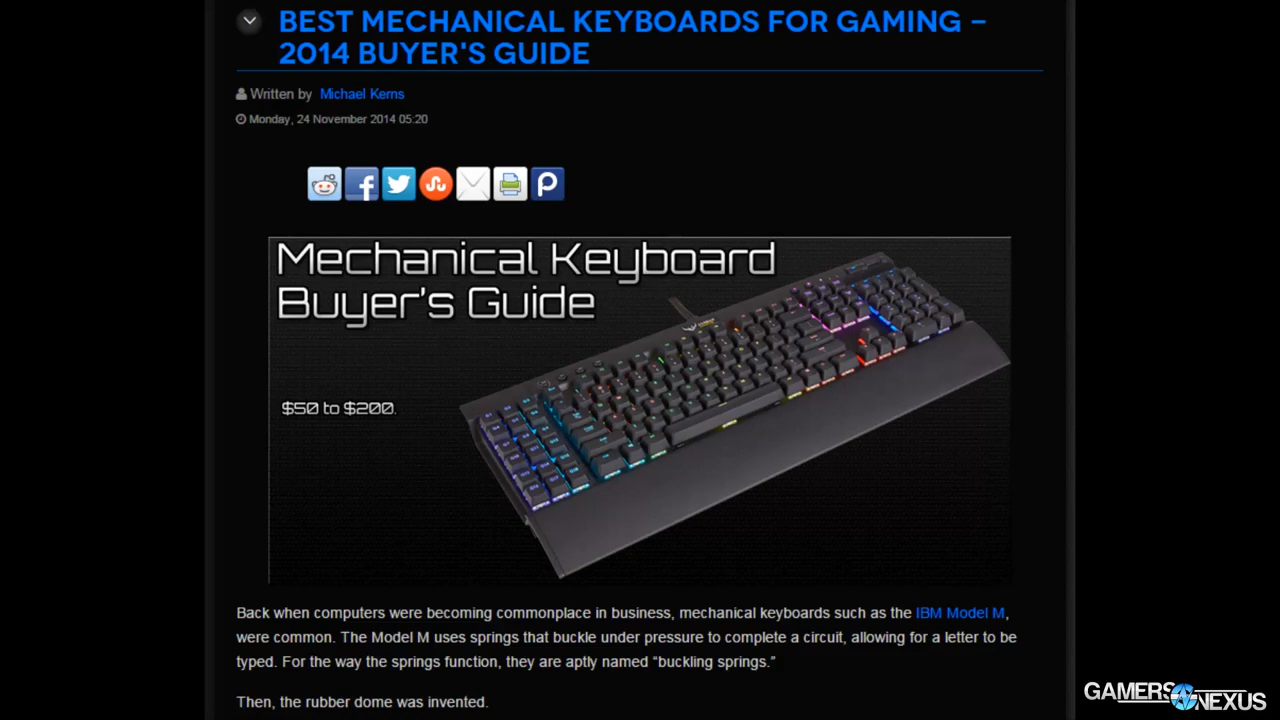 BEST MECHANICAL KEYBOARDS FOR GAMING –
2014 BUYER'S GUIDE
Written by Michael Kerns
Monday, 24 November 2014 05:20
Mechanical Keyboard
Buyer's Guide
$50 to $200.
Back when computers were becoming commonplace in business, mechanical keyboards such as the IBM Model M,
were common. The Model M uses springs that buckle under pressure to complete a circuit, allowing for a letter to be
typed. For the way the springs function, they are aptly named “buckling springs.”
Then, the rubber dome was invented.
GAMERS NEXUS